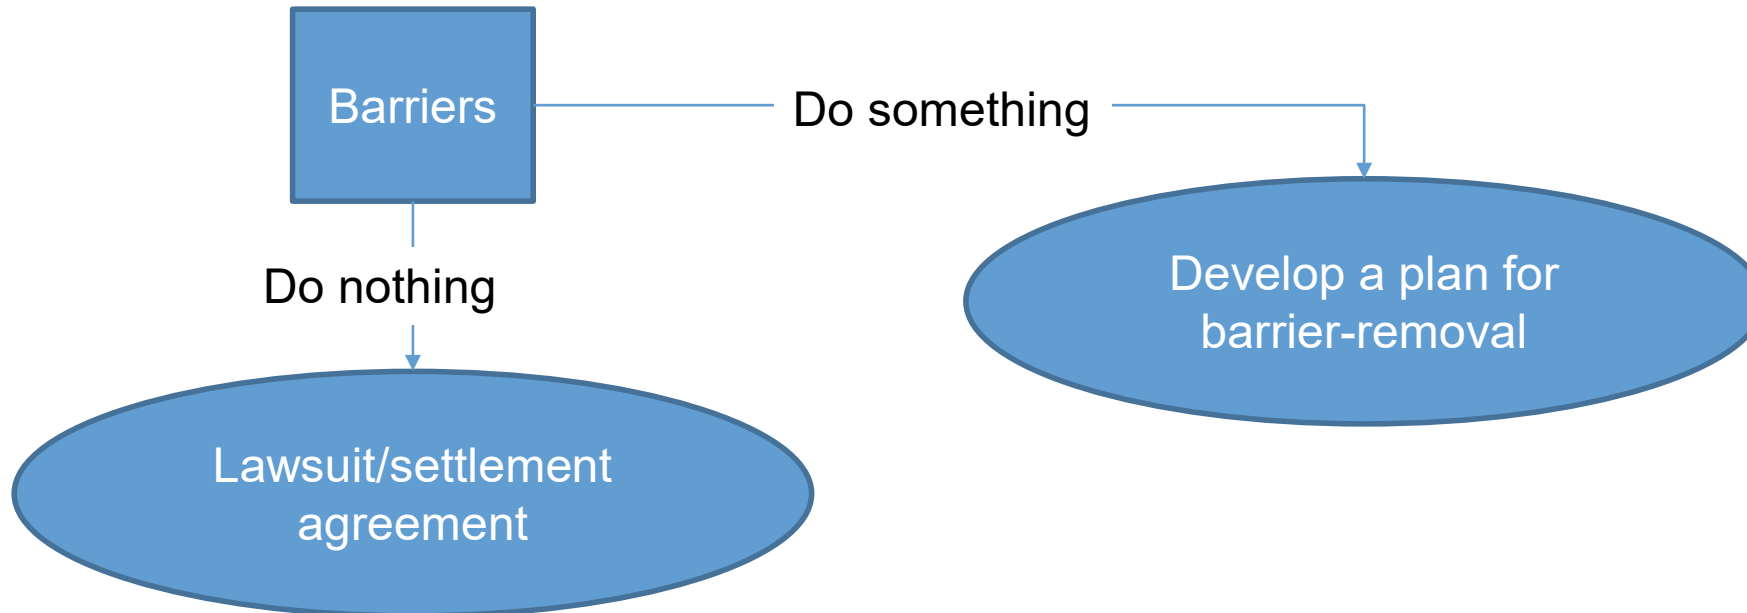 Barriers
Do something
Do nothing
Develop a plan for
barrier-removal
Lawsuit/settlement
agreement